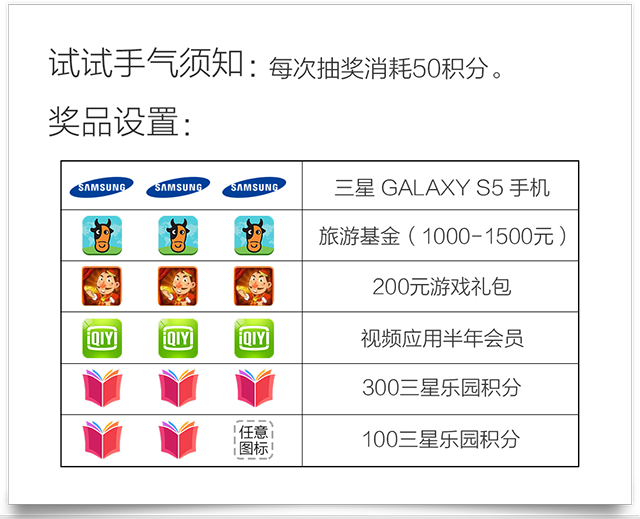 试试手气须知：每次抽奖消耗50积分。
奖品设置：
SAMSUNG SAMSUNG SAMSUNG 三星 GALAXY S5 手机
旅游基金（1000-1500元）
200元游戏礼包
QIY QIY QIY 视频应用半年会员
300三星乐园积分
任意图标 100三星乐园积分